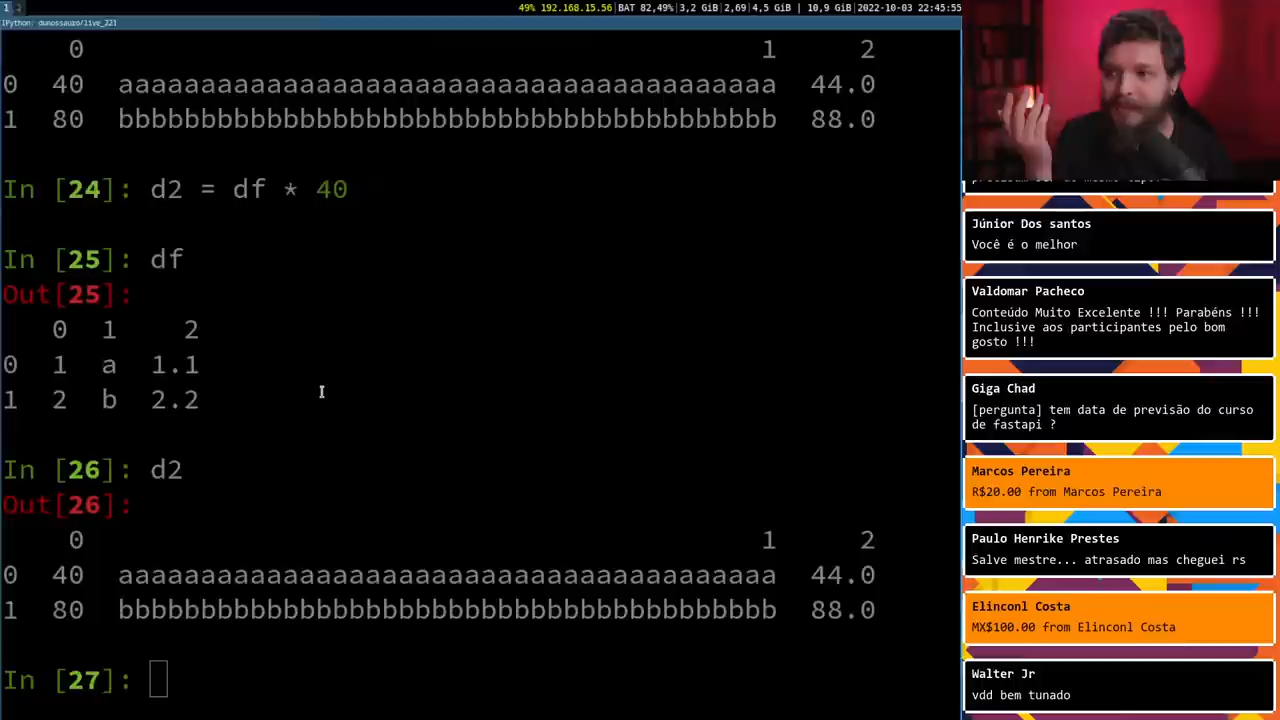 1 2
49% 192.168.15.56|BAT 82,49%|3,2 GiB|2,69|4,5 GiB | 10,9 GiB|2022-10-03 22:45:55
IPython: dunossauro/live_221
0 1 2
0 40 aaaaaaaaaaaaaaaaaaaaaaaaaaaaaaaaaaaaaaaa 44.0
1 80 bbbbbbbbbbbbbbbbbbbbbbbbbbbbbbbbbbbbbbbb 88.0
In [24]: d2 = df * 40
In [25]: df
Out[25]:
0 1 2
0 1 a 1.1
1 2 b 2.2
In [26]: d2
Out[26]:
0 1 2
0 40 aaaaaaaaaaaaaaaaaaaaaaaaaaaaaaaaaaaaaaaa 44.0
1 80 bbbbbbbbbbbbbbbbbbbbbbbbbbbbbbbbbbbbbbbb 88.0
In [27]:
Júnior Dos santos
Você é o melhor
Valdomar Pacheco
Conteúdo Muito Excelente !!! Parabéns !!!
Inclusive aos participantes pelo bom
gosto !!!
Giga Chad
[pergunta] tem data de previsão do curso
de fastapi ?
Marcos Pereira
R$20.00 from Marcos Pereira
Paulo Henrike Prestes
Salve mestre... atrasado mas cheguei rs
Elinconl Costa
MX$100.00 from Elinconl Costa
Walter Jr
vdd bem tunado